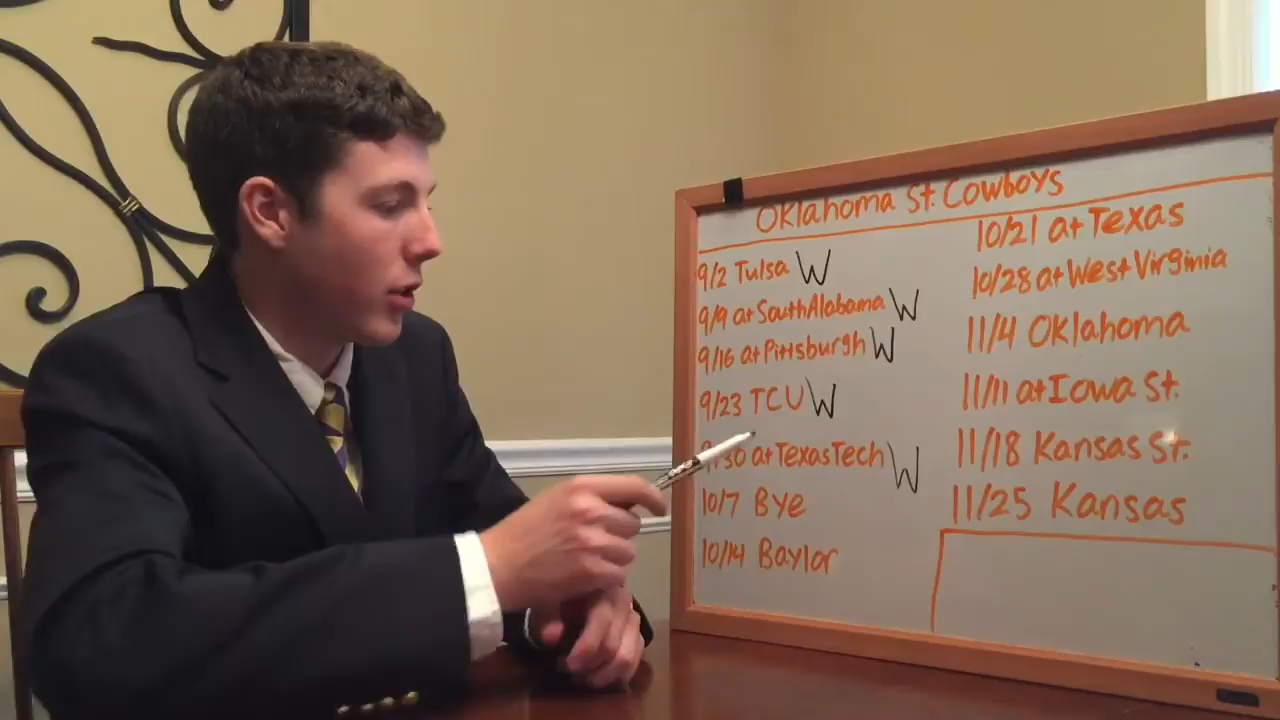 Oklahoma St. Cowboys
9/2 Tulsa W
9/9 at South Alabama W
9/16 at Pittsburgh W
9/23 TCU W
9/30 at Texas Tech W
10/7 Bye
10/14 Baylor
10/21 at Texas
10/28 at West Virginia
11/4 Oklahoma
11/11 at Iowa St.
11/18 Kansas St.
11/25 Kansas